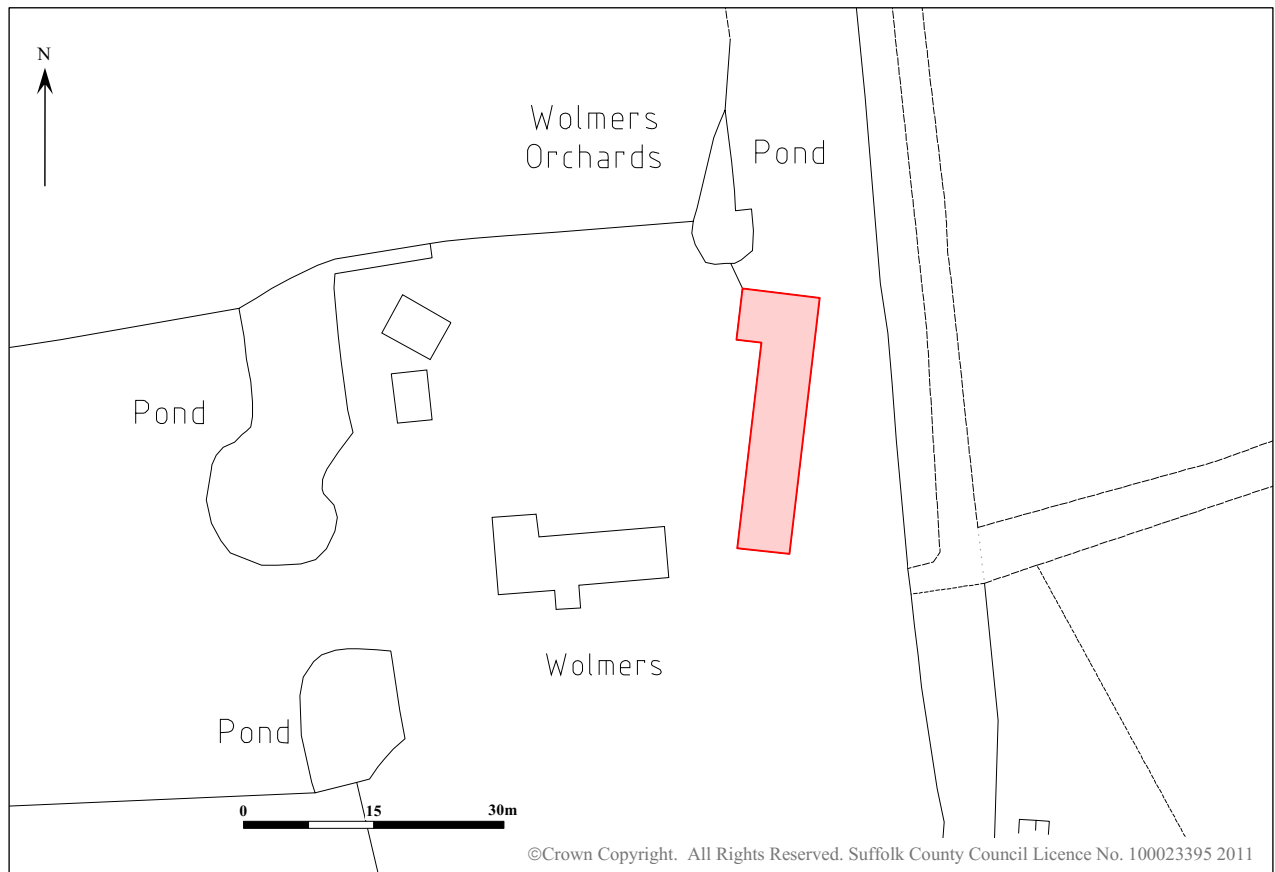 N
Wolmers
Orchards
Pond
Pond
Wolmers
Pond
0 15 30m
©Crown Copyright. All Rights Reserved. Suffolk County Council Licence No. 100023395 2011